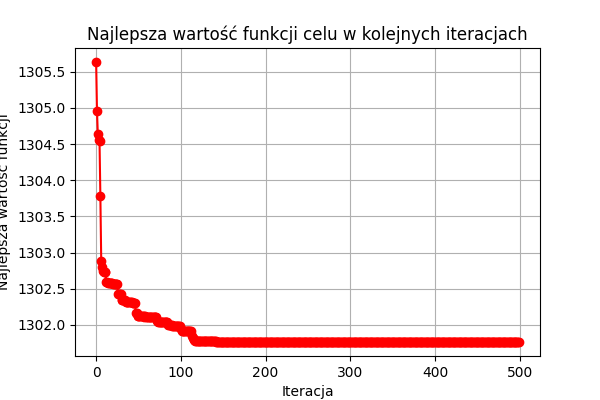 Najlepsza wartość funkcji celu w kolejnych iteracjach
Najlepsza wartość funkcji
1305.5
1305.0
1304.5
1304.0
1303.5
1303.0
1302.5
1302.0
0 100 200 300 400 500
Iteracja